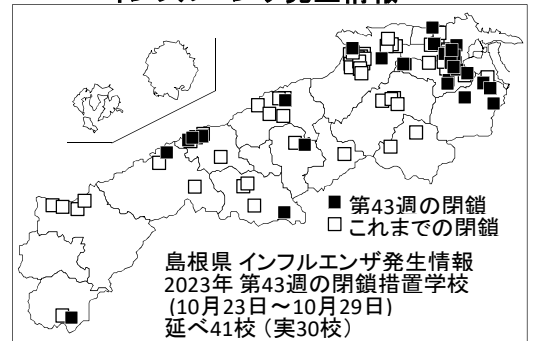 ■ 第43週の閉鎖
□ これまでの閉鎖
島根県 インフルエンザ発生情報
2023年 第43週の閉鎖措置学校
(10月23日～10月29日)
延べ41校（実30校）